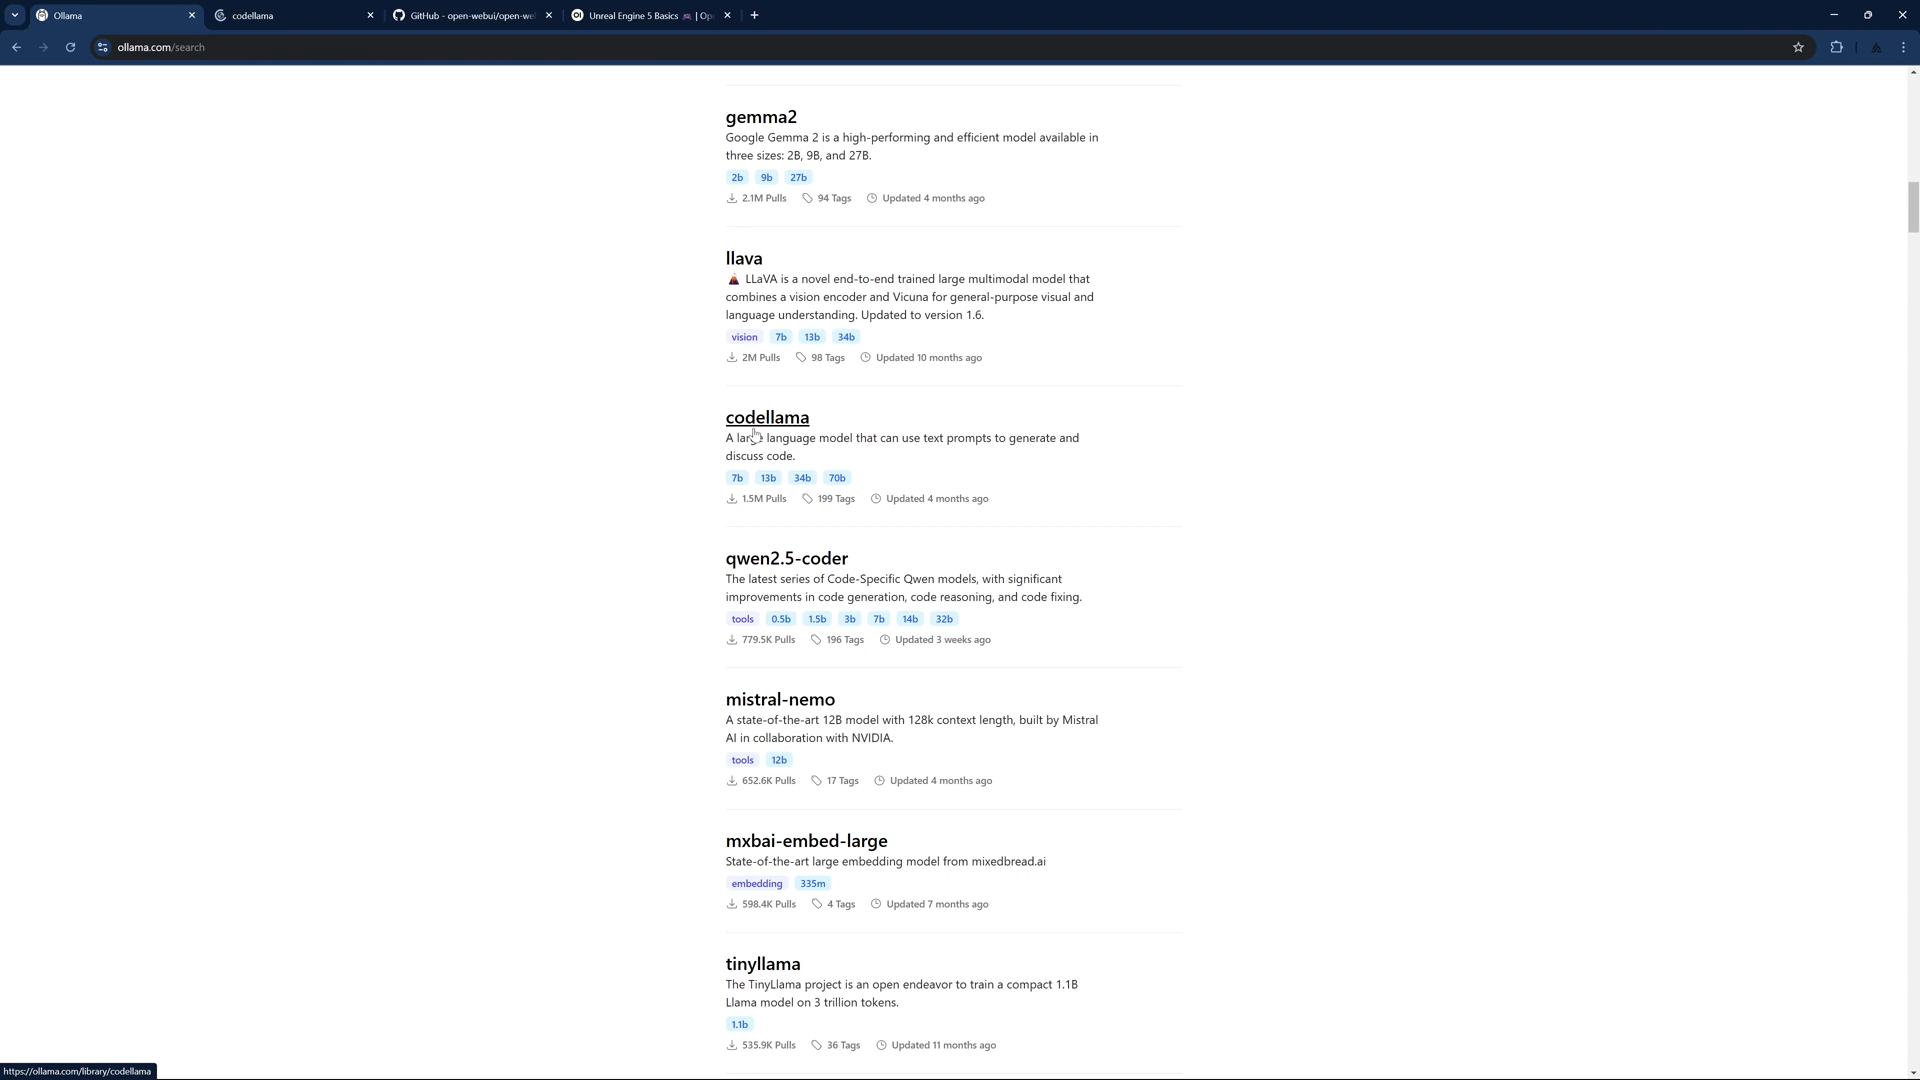 Ollama
codellama
GitHub - open-webui/open-we
Unreal Engine 5 Basics 🎮 | Op
ollama.com/search
gemma2
Google Gemma 2 is a high-performing and efficient model available in
three sizes: 2B, 9B, and 27B.
2b 9b 27b
2.1M Pulls 94 Tags Updated 4 months ago
llava
🌋 LLaVA is a novel end-to-end trained large multimodal model that
combines a vision encoder and Vicuna for general-purpose visual and
language understanding. Updated to version 1.6.
vision 7b 13b 34b
2M Pulls 98 Tags Updated 10 months ago
codellama
A large language model that can use text prompts to generate and
discuss code.
7b 13b 34b 70b
1.5M Pulls 199 Tags Updated 4 months ago
qwen2.5-coder
The latest series of Code-Specific Qwen models, with significant
improvements in code generation, code reasoning, and code fixing.
tools 0.5b 1.5b 3b 7b 14b 32b
779.5K Pulls 196 Tags Updated 3 weeks ago
mistral-nemo
A state-of-the-art 12B model with 128k context length, built by Mistral
AI in collaboration with NVIDIA.
tools 12b
652.6K Pulls 17 Tags Updated 4 months ago
mxbai-embed-large
State-of-the-art large embedding model from mixedbread.ai
embedding 335m
598.4K Pulls 4 Tags Updated 7 months ago
tinyllama
The TinyLlama project is an open endeavor to train a compact 1.1B
Llama model on 3 trillion tokens.
1.1b
535.9K Pulls 36 Tags Updated 11 months ago
https://ollama.com/library/codellama